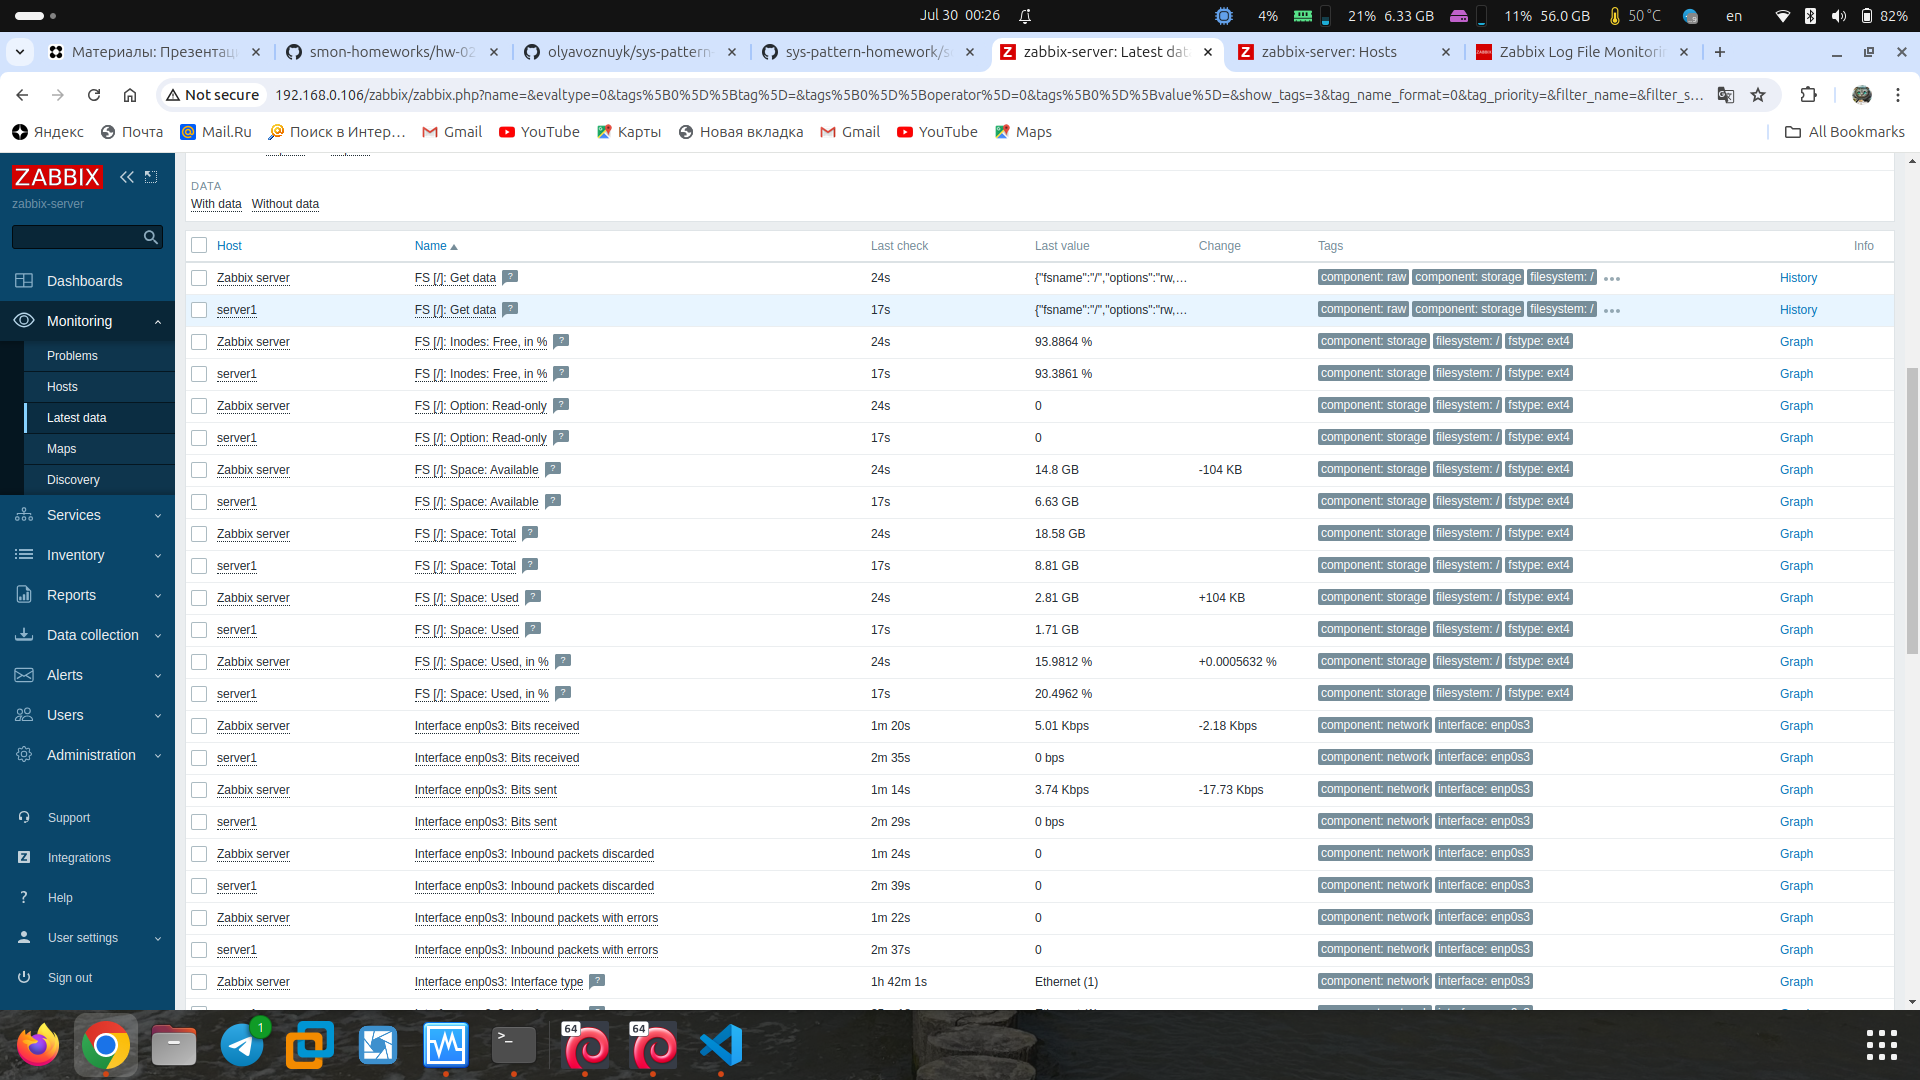 Jul 30 00:26
4%
21% 6.33 GB
11% 56.0 GB
50°C
en
82%
Материалы: Презентац
smon-homeworks/hw-02
olyavoznuyk/sys-pattern-
sys-pattern-homework/s
zabbix-server: Latest da
zabbix-server: Hosts
Zabbix Log File Monitorin
Not secure
192.168.0.106/zabbix/zabbix.php?name=&evaltype=0&tags%5B0%5D%5Btag%5D=&tags%5B0%5D%5Boperator%5D=0&tags%5B0%5D%5Bvalue%5D=&show_tags=3&tag_name_format=0&tag_priority=&filter_name=&filter_s...
Яндекс
Почта
Mail.Ru
Поиск в Интер...
Gmail
YouTube
Карты
Новая вкладка
Gmail
YouTube
Maps
All Bookmarks
ZABBIX
zabbix-server
Dashboards
Monitoring
Problems
Hosts
Latest data
Maps
Discovery
Services
Inventory
Reports
Data collection
Alerts
Users
Administration
Support
Integrations
Help
User settings
Sign out
DATA
With data Without data
Host Name Last check Last value Change Tags Info
Zabbix server FS [/]: Get data ? 24s {"fsname":"/","options":"rw,... component: raw component: storage filesystem: / ••• History
server1 FS [/]: Get data ? 17s {"fsname":"/","options":"rw,... component: raw component: storage filesystem: / ••• History
Zabbix server FS [/]: Inodes: Free, in % ? 24s 93.8864 % component: storage filesystem: / fstype: ext4 Graph
server1 FS [/]: Inodes: Free, in % ? 17s 93.3861 % component: storage filesystem: / fstype: ext4 Graph
Zabbix server FS [/]: Option: Read-only ? 24s 0 component: storage filesystem: / fstype: ext4 Graph
server1 FS [/]: Option: Read-only ? 17s 0 component: storage filesystem: / fstype: ext4 Graph
Zabbix server FS [/]: Space: Available ? 24s 14.8 GB -104 KB component: storage filesystem: / fstype: ext4 Graph
server1 FS [/]: Space: Available ? 17s 6.63 GB component: storage filesystem: / fstype: ext4 Graph
Zabbix server FS [/]: Space: Total ? 24s 18.58 GB component: storage filesystem: / fstype: ext4 Graph
server1 FS [/]: Space: Total ? 17s 8.81 GB component: storage filesystem: / fstype: ext4 Graph
Zabbix server FS [/]: Space: Used ? 24s 2.81 GB +104 KB component: storage filesystem: / fstype: ext4 Graph
server1 FS [/]: Space: Used ? 17s 1.71 GB component: storage filesystem: / fstype: ext4 Graph
Zabbix server FS [/]: Space: Used, in % ? 24s 15.9812 % +0.0005632 % component: storage filesystem: / fstype: ext4 Graph
server1 FS [/]: Space: Used, in % ? 17s 20.4962 % component: storage filesystem: / fstype: ext4 Graph
Zabbix server Interface enp0s3: Bits received 1m 20s 5.01 Kbps -2.18 Kbps component: network interface: enp0s3 Graph
server1 Interface enp0s3: Bits received 2m 35s 0 bps component: network interface: enp0s3 Graph
Zabbix server Interface enp0s3: Bits sent 1m 14s 3.74 Kbps -17.73 Kbps component: network interface: enp0s3 Graph
server1 Interface enp0s3: Bits sent 2m 29s 0 bps component: network interface: enp0s3 Graph
Zabbix server Interface enp0s3: Inbound packets discarded 1m 24s 0 component: network interface: enp0s3 Graph
server1 Interface enp0s3: Inbound packets discarded 2m 39s 0 component: network interface: enp0s3 Graph
Zabbix server Interface enp0s3: Inbound packets with errors 1m 22s 0 component: network interface: enp0s3 Graph
server1 Interface enp0s3: Inbound packets with errors 2m 37s 0 component: network interface: enp0s3 Graph
Zabbix server Interface enp0s3: Interface type ? 1h 42m 1s Ethernet (1) component: network interface: enp0s3 Graph
1
64
64